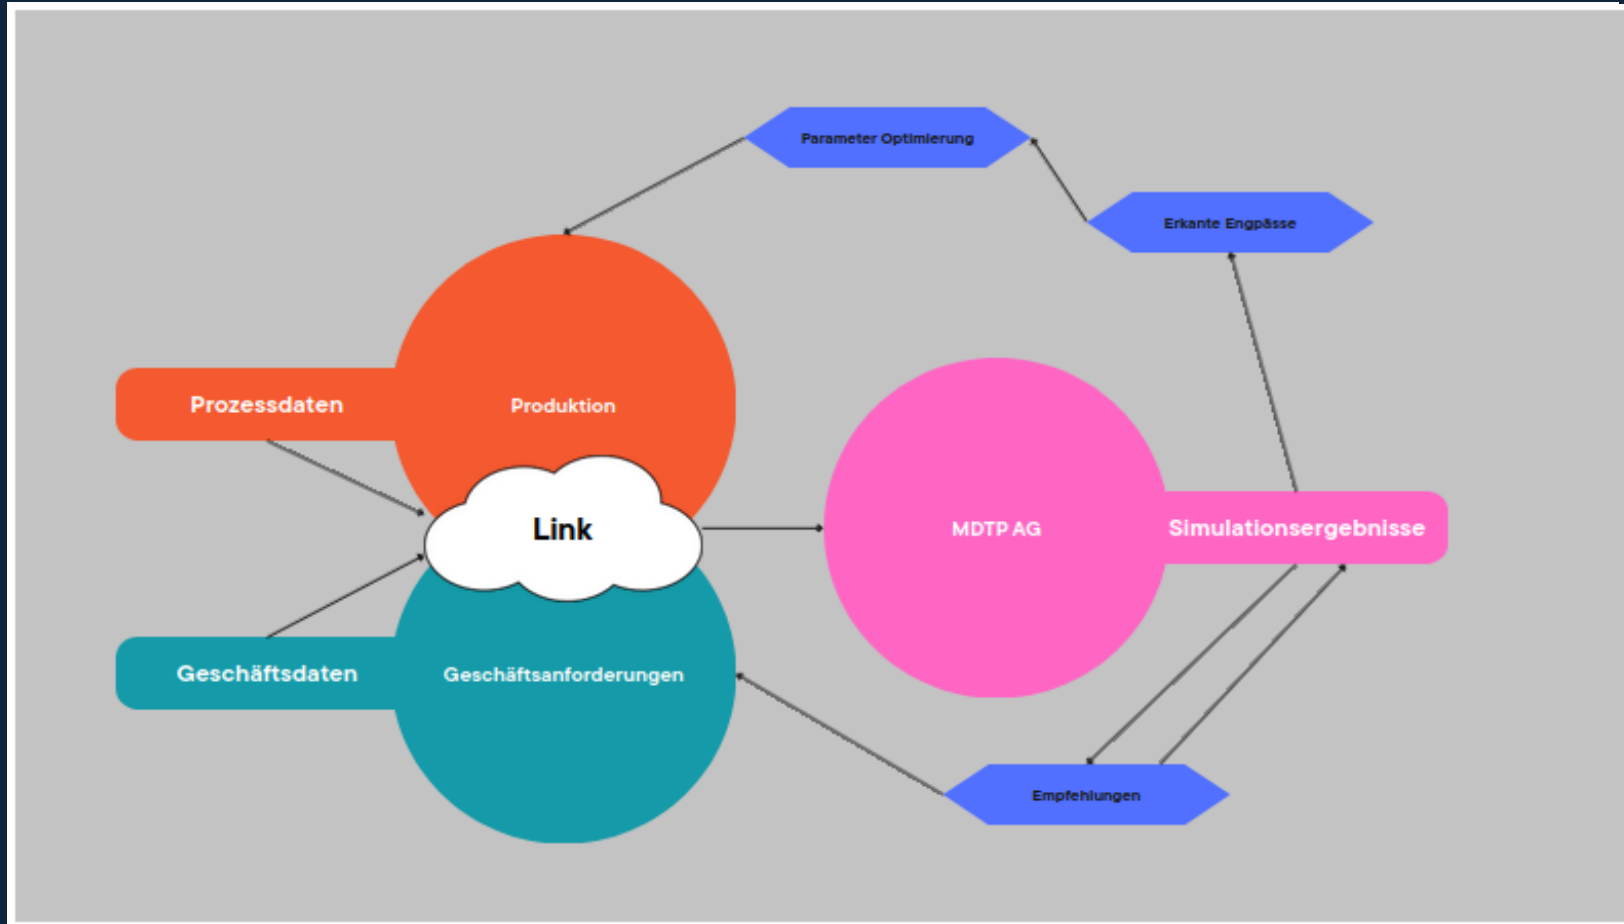 Parameter Optimierung
Erkante Engpässe
Prozessdaten
Produktion
Link
MDTP AG
Simulationsergebnisse
Geschäftsdaten
Geschäftsanforderungen
Empfehlungen